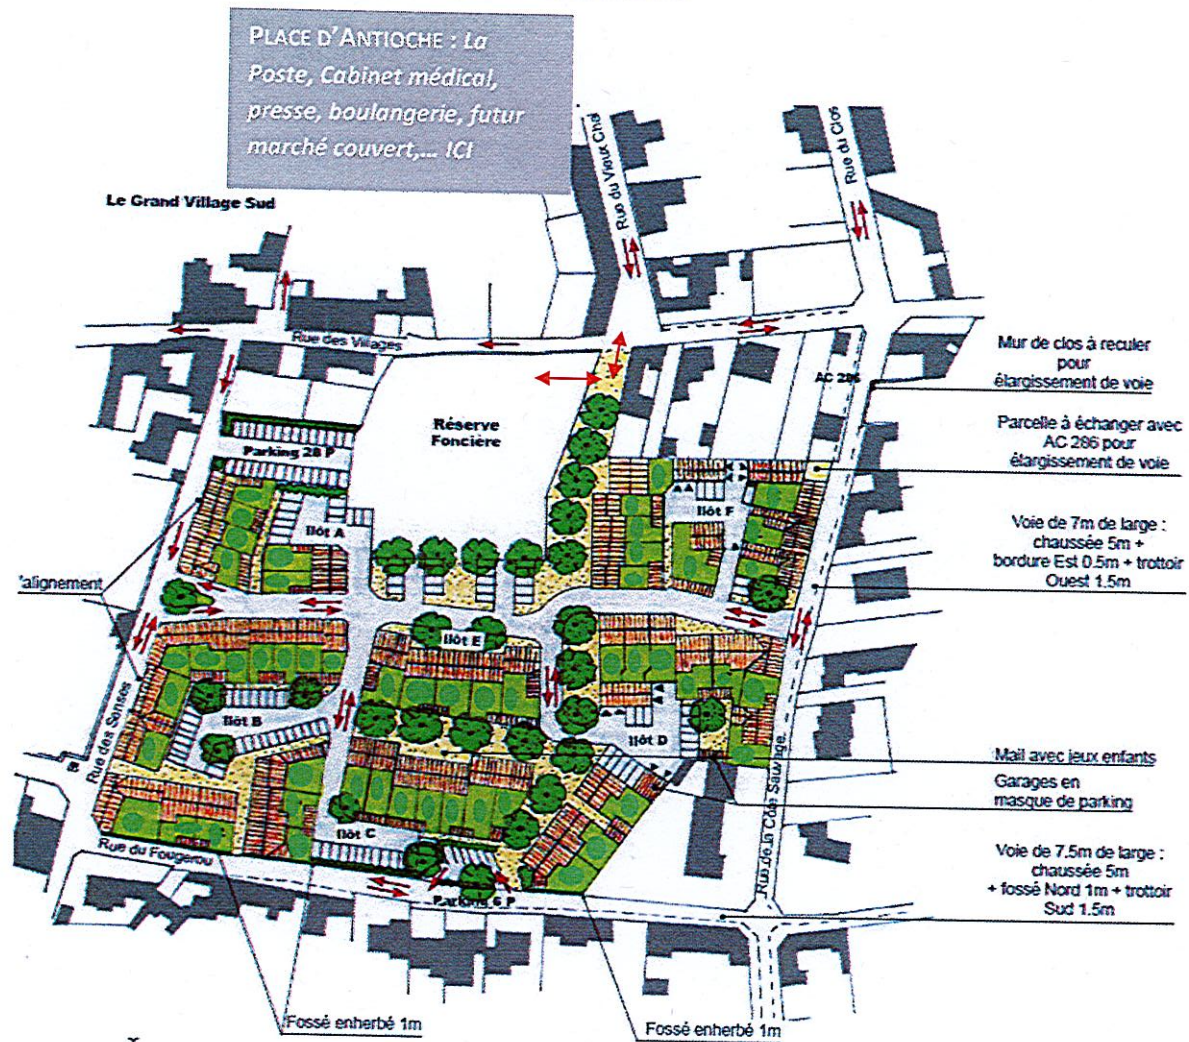 PLACE D'ANTIOCHE : La
Poste, Cabinet médical,
presse, boulangerie, futur
marché couvert,... ICI
Le Grand Village Sud
Rue du Vieux Chai
Rue du Clos
Rue des Villages
AC 286
Mur de clos à reculer
pour
élargissement de voie
Parcelle à échanger avec
AC 286 pour
élargissement de voie
Réserve
Foncière
Parking 28 P
Ilôt A
Ilôt F
Voie de 7m de large :
chaussée 5m +
bordure Est 0.5m + trottoir
Ouest 1.5m
'alignement
Ilôt E
Rue des Senses
Ilôt B
Ilôt D
Mail avec jeux enfants
Garages en
masque de parking
Rue de la Côte Sauvage
Ilôt C
Rue du Fougerou
Parking 6 P
Voie de 7.5m de large :
chaussée 5m
+ fossé Nord 1m + trottoir
Sud 1.5m
Fossé enherbé 1m
Fossé enherbé 1m